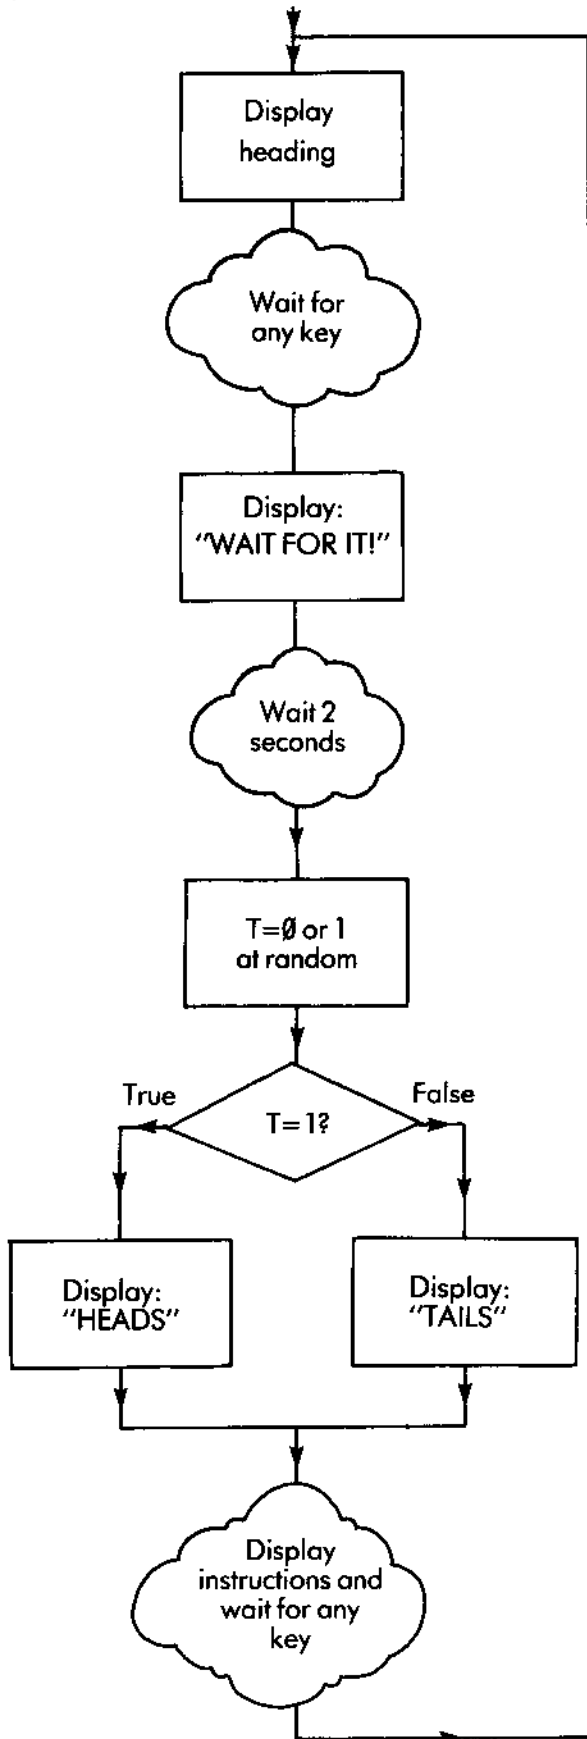 Display
heading
Wait for
any key
Display:
"WAIT FOR IT!"
Wait 2
seconds
T=Ø or 1
at random
True
T=1?
False
Display:
"HEADS"
Display:
"TAILS"
Display
instructions and
wait for any
key